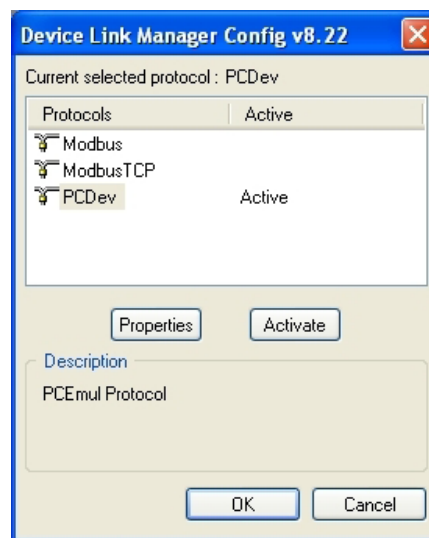 Device Link Manager Config v8.22
Current selected protocol : PCDev
Protocols Active
Modbus
ModbusTCP
PCDev Active
Properties Activate
Description
PCEmul Protocol
OK Cancel